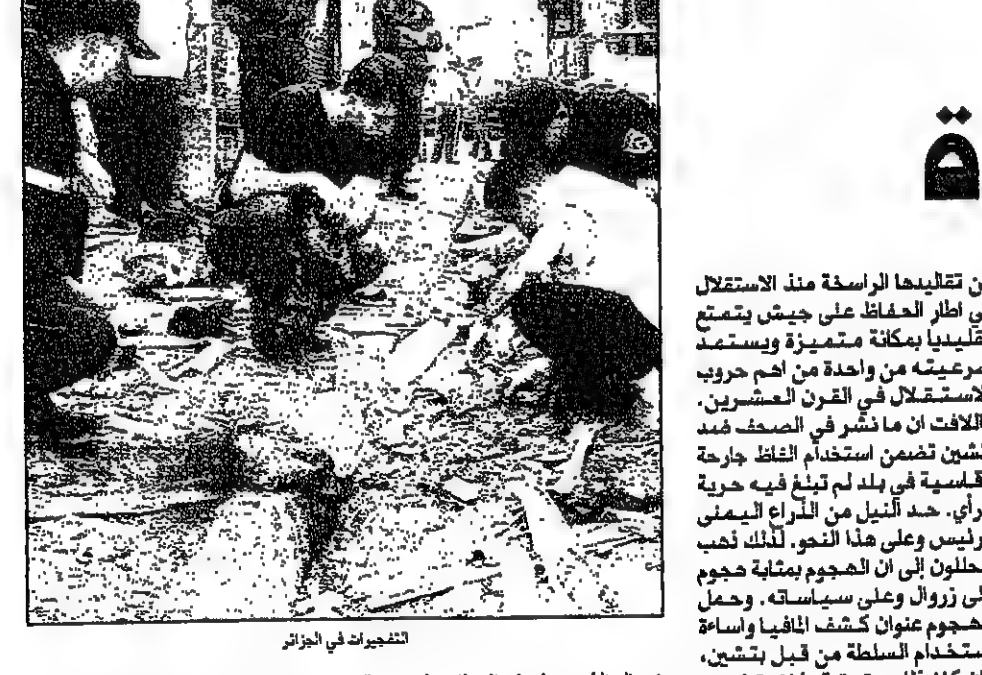 ة
ن تقاليدها الراسخة منذ الاستقلال
ي اطار الحفاظ على جيش يتمتع
قليديا بمكانة متميزة ويستمد
مرعيته من واحدة من اهم حروب
لاستقلال في القرن العشرين.
اللافت ان ما نشر في الصحف ضد
تشين تضمن استخدام الفاظ جارحة
قاسية في بلد لم تبلغ فيه حرية
رأي. حد النيل من الذراع اليمنى
رئيس وعلى هذا النحو. لذلك ذهب
حللون إلى ان الهجوم بمثابة هجوم
لى زروال وعلى سياساته. وحمل
هجوم عنوان كشف المافيا واساءة
ستخدام السلطة من قبل بتشين،
التفجيرات في الجزائر